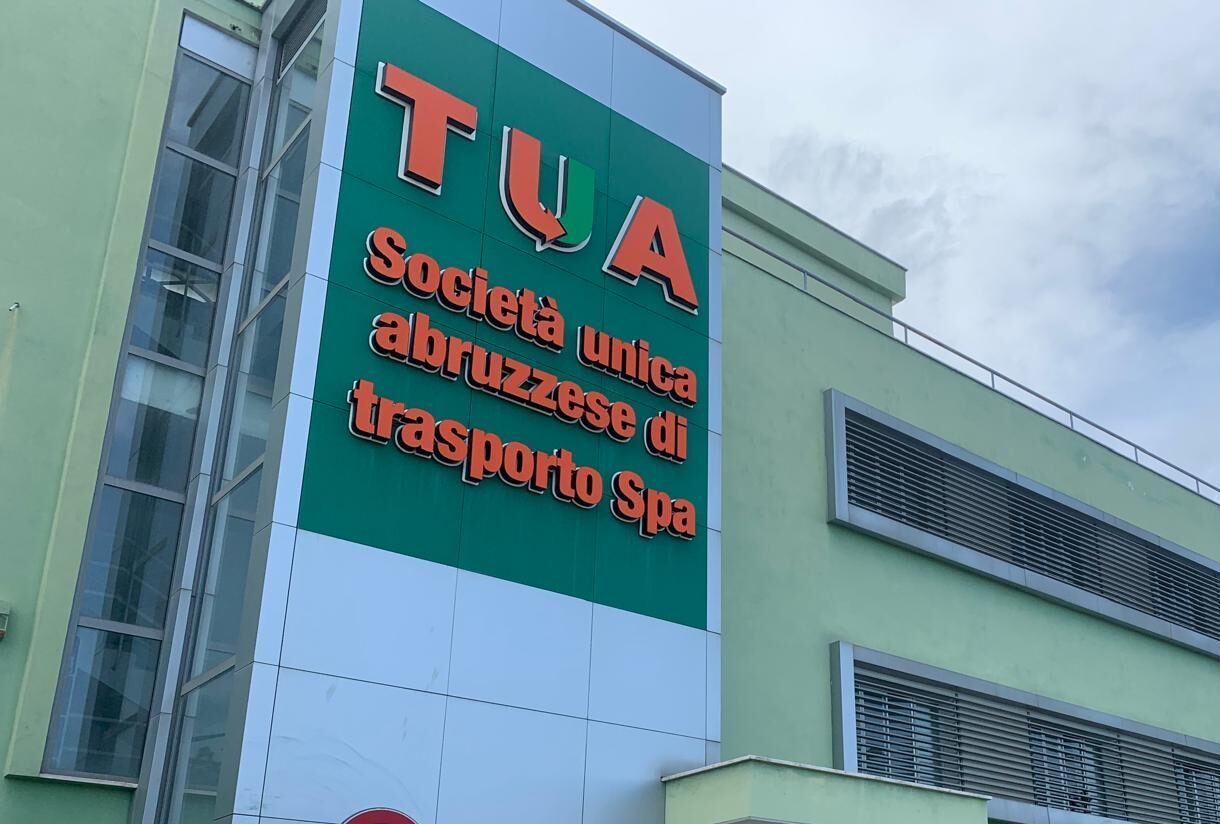 TUA
Società unica
abruzzese di
trasporto Spa